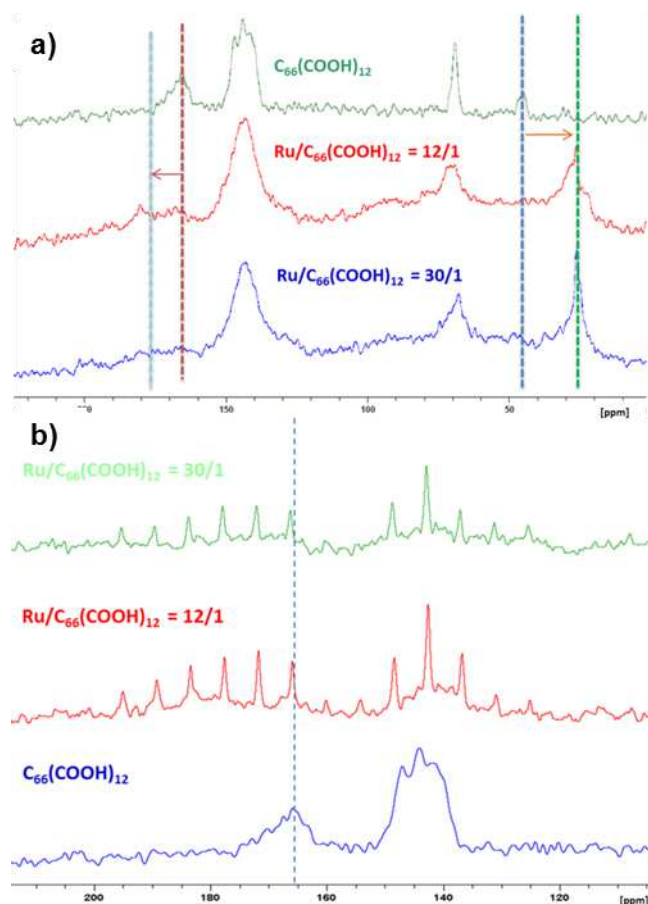 a)
C₆₆(COOH)₁₂
Ru/C₆₆(COOH)₁₂ = 12/1
Ru/C₆₆(COOH)₁₂ = 30/1
150 100 50 [ppm]
b)
Ru/C₆₆(COOH)₁₂ = 30/1
Ru/C₆₆(COOH)₁₂ = 12/1
C₆₆(COOH)₁₂
200 180 160 140 120 [ppm]